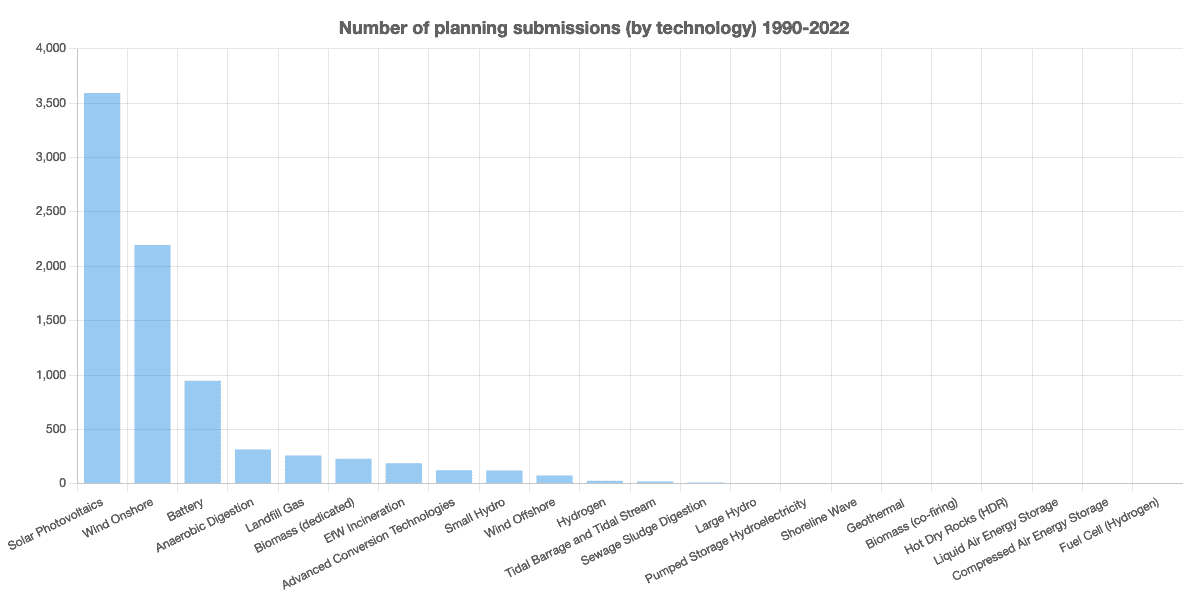 Number of planning submissions (by technology) 1990-2022
4,000
3,500
3,000
2,500
2,000
1,500
1,000
500
0
Solar Photovoltaics
Wind Onshore
Battery
Anaerobic Digestion
Landfill Gas
Biomass (dedicated)
EfW Incineration
Advanced Conversion Technologies
Small Hydro
Wind Offshore
Hydrogen
Tidal Barrage and Tidal Stream
Sewage Sludge Digestion
Large Hydro
Pumped Storage Hydroelectricity
Shoreline Wave
Geothermal
Biomass (co-firing)
Hot Dry Rocks (HDR)
Liquid Air Energy Storage
Compressed Air Energy Storage
Fuel Cell (Hydrogen)